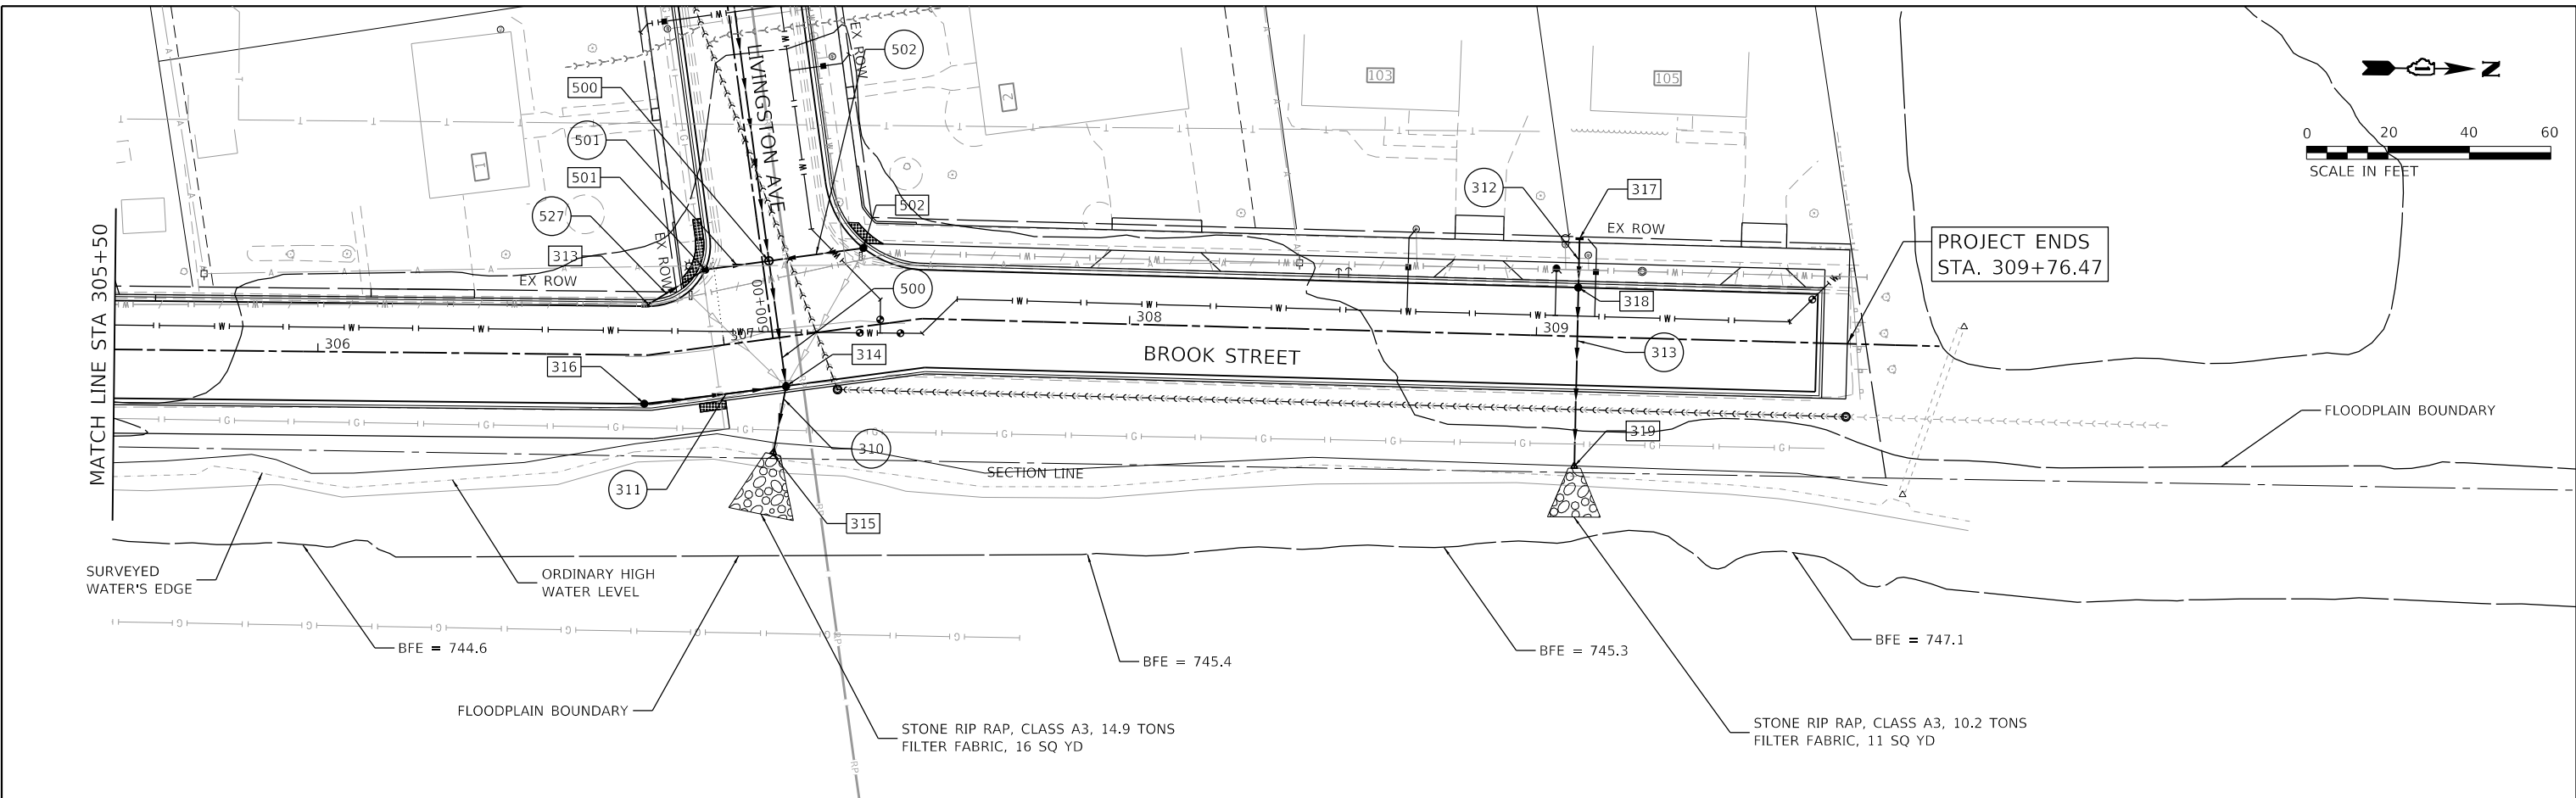 LIVINGSTON AVE
EX ROW
502
500
501
501
527
313
EX ROW
EX ROW
502
2
1
103
105
312
317
EX ROW
N
0 20 40 60
SCALE IN FEET
PROJECT ENDS
STA. 309+76.47
MATCH LINE STA 305+50
306
307
500+00
500
308
309
318
313
BROOK STREET
316
314
310
311
315
319
SECTION LINE
FLOODPLAIN BOUNDARY
SURVEYED
WATER'S EDGE
ORDINARY HIGH
WATER LEVEL
BFE = 744.6
BFE = 745.4
BFE = 745.3
BFE = 747.1
FLOODPLAIN BOUNDARY
STONE RIP RAP, CLASS A3, 14.9 TONS
FILTER FABRIC, 16 SQ YD
STONE RIP RAP, CLASS A3, 10.2 TONS
FILTER FABRIC, 11 SQ YD